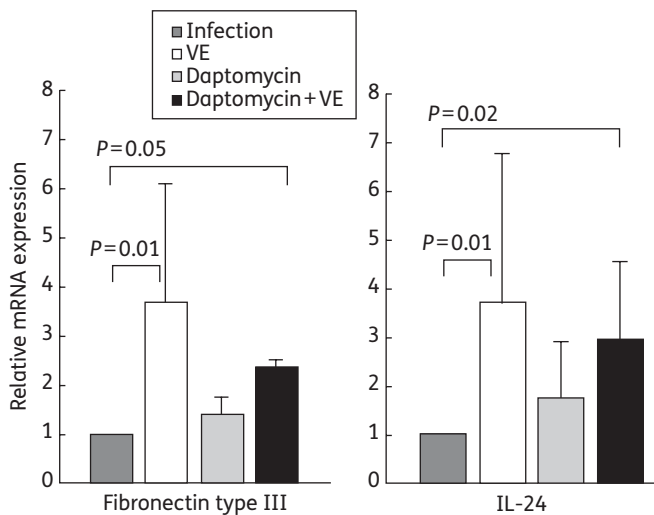 Infection
VE
Daptomycin
Daptomycin + VE
Relative mRNA expression
8
7
6
5
4
3
2
1
0
P=0.05
P=0.01
Fibronectin type III
8
7
6
5
4
3
2
1
0
P=0.02
P=0.01
IL-24